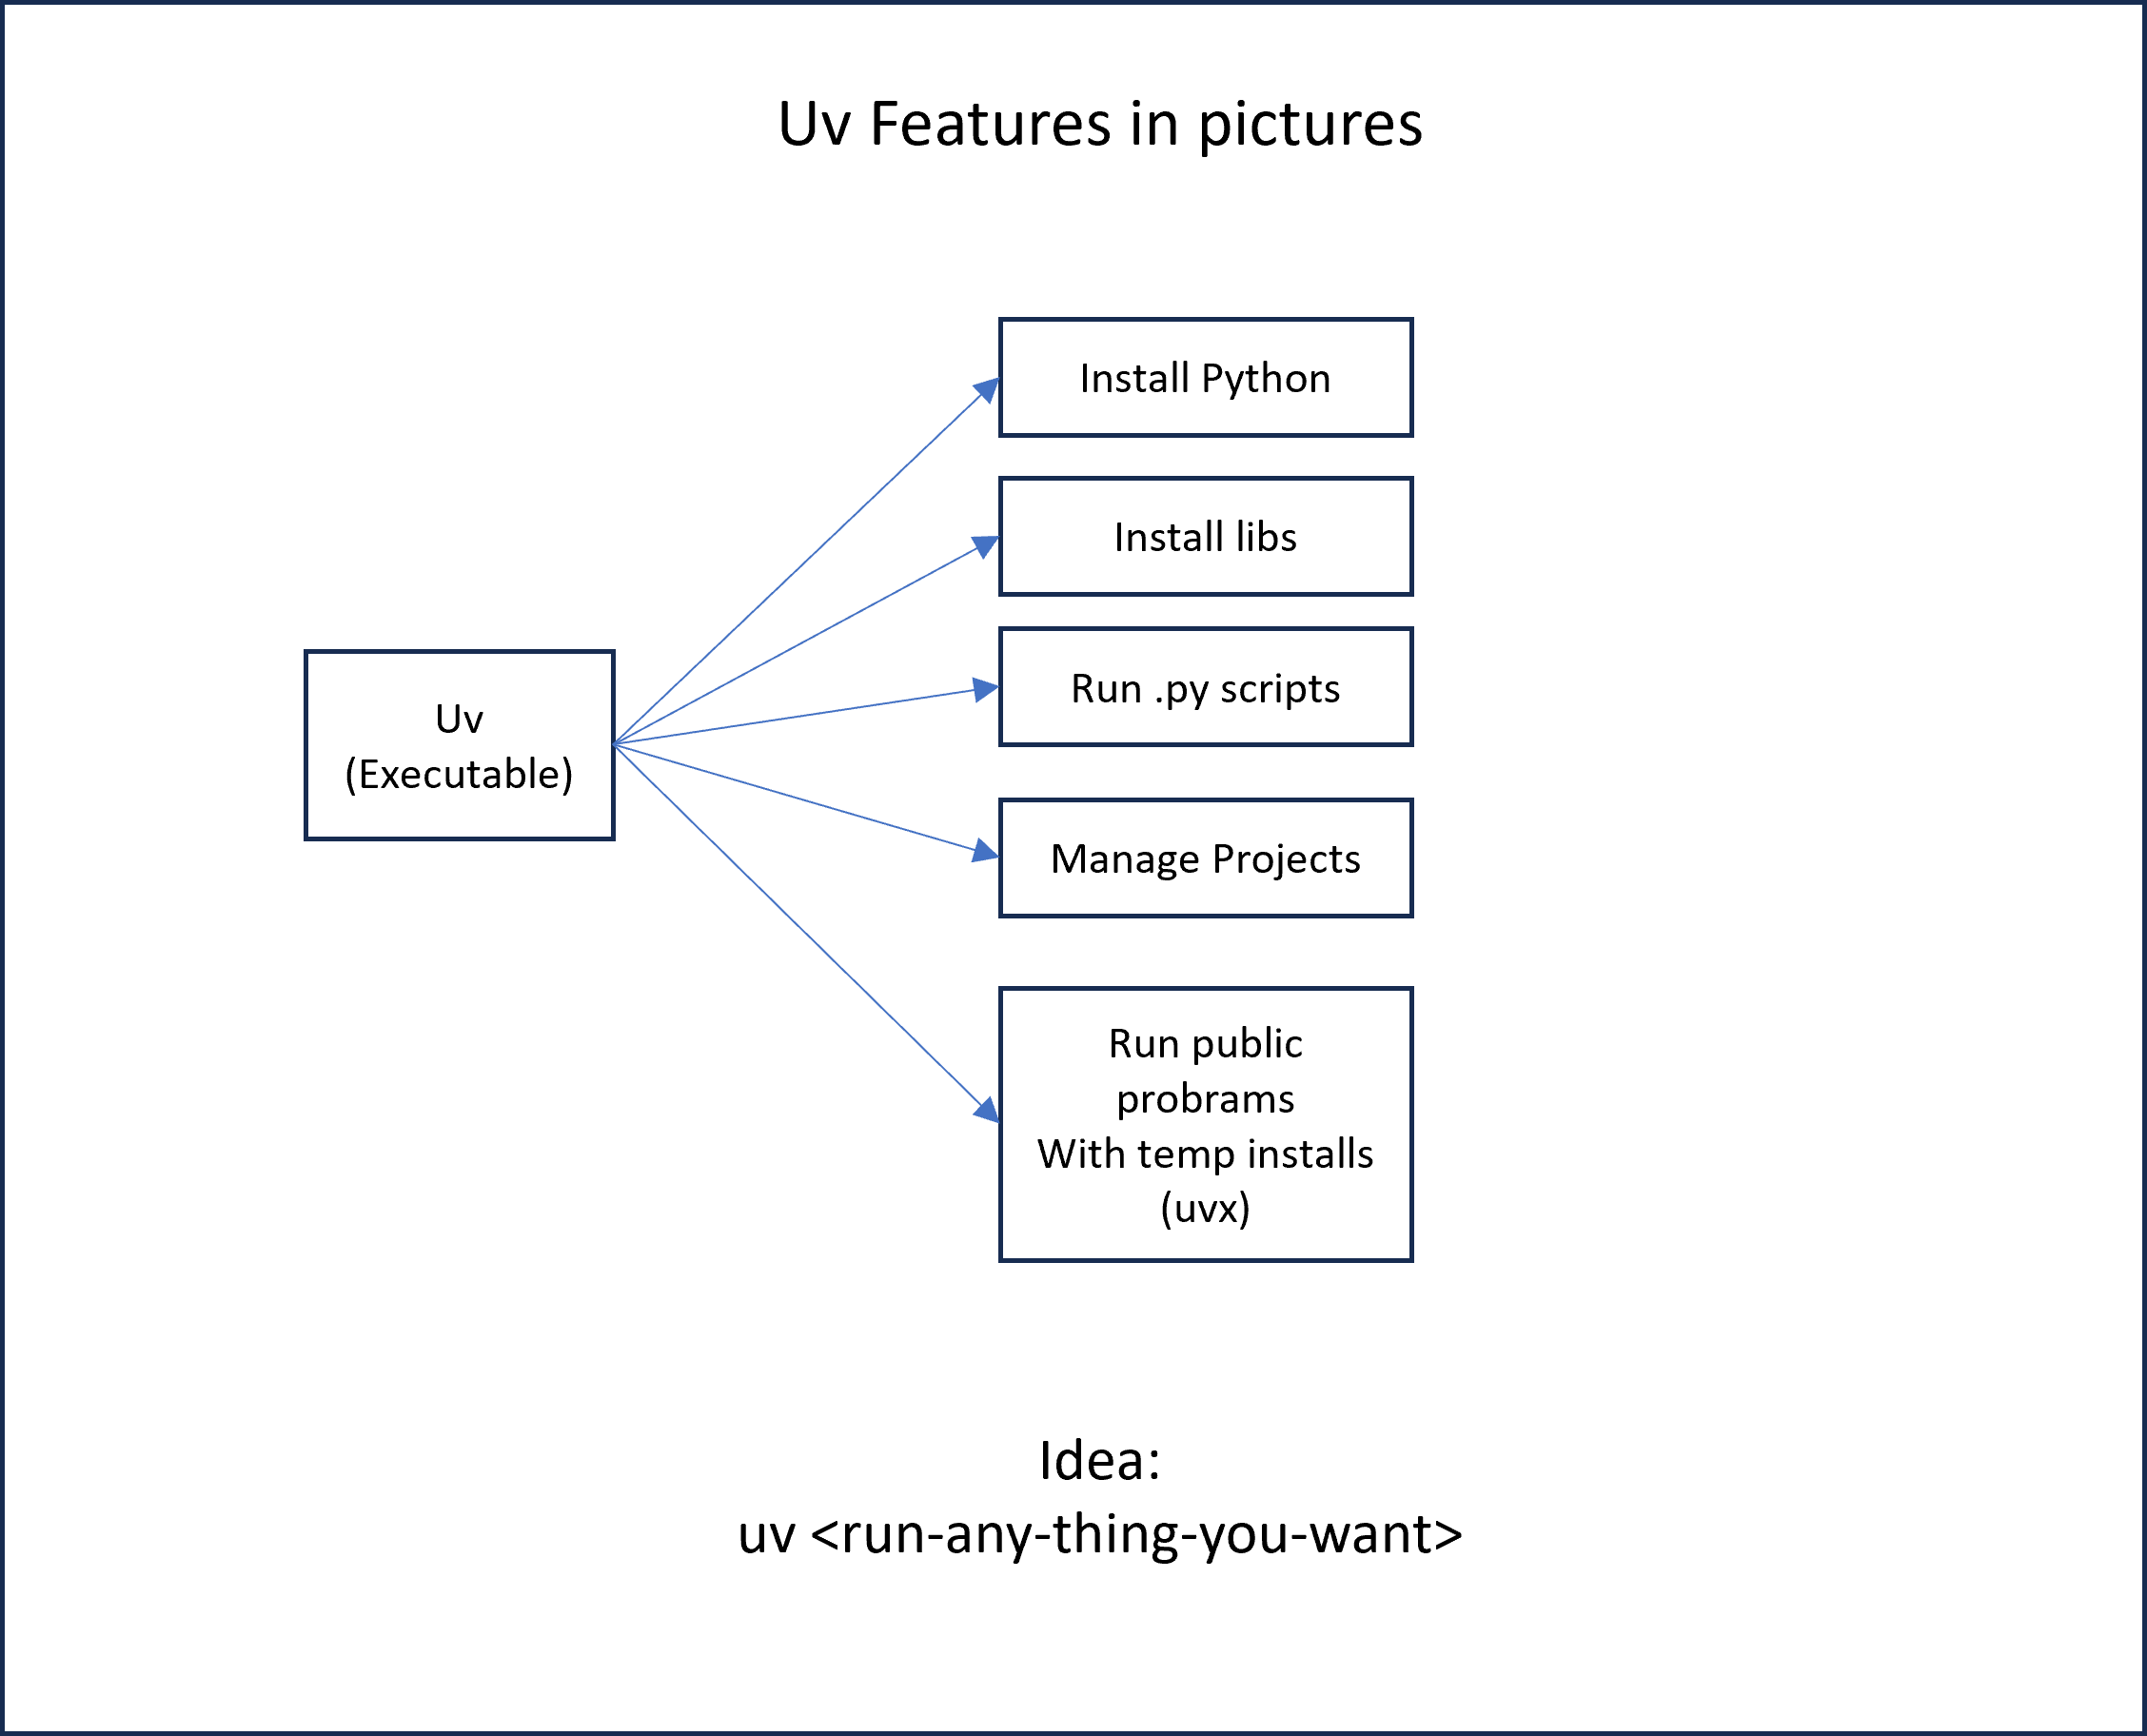 Uv Features in pictures
Install Python
Install libs
Run .py scripts
Uv
(Executable)
Manage Projects
Run public
probrams
With temp installs
(uvx)
Idea:
uv <run-any-thing-you-want>